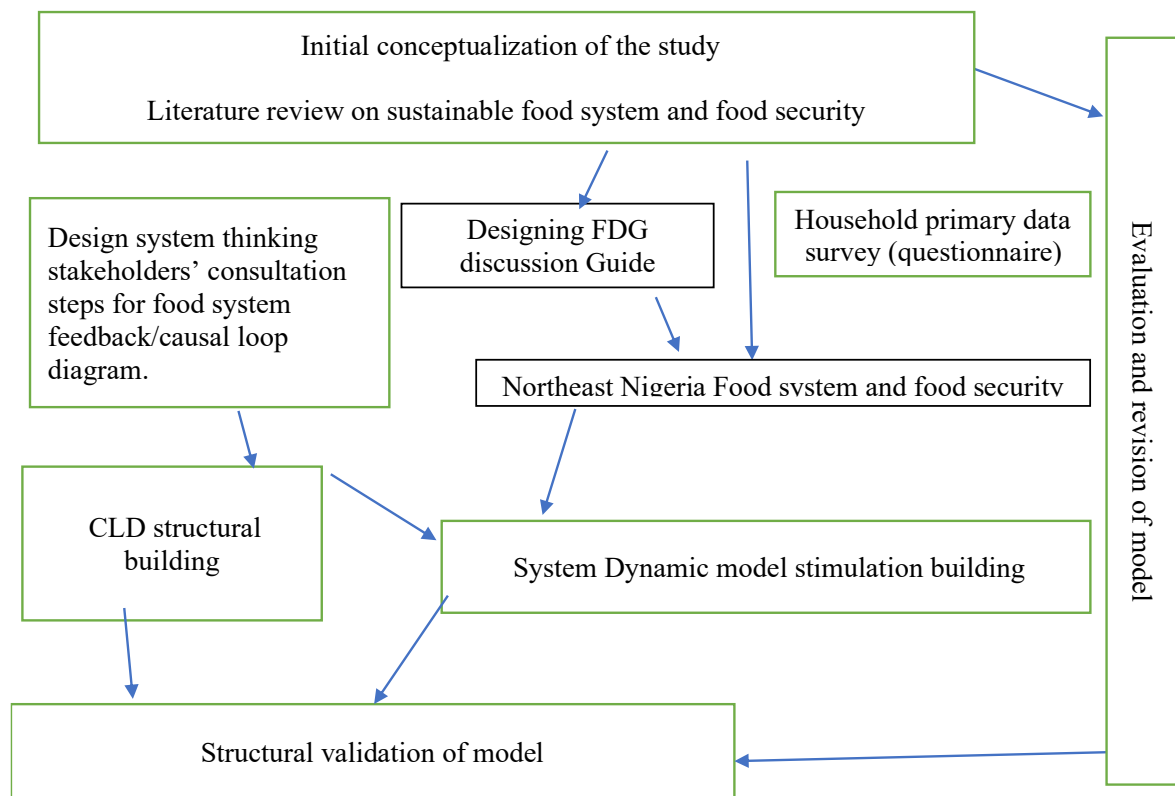 Initial conceptualization of the study
Literature review on sustainable food system and food security
Design system thinking
stakeholders’ consultation
steps for food system
feedback/causal loop
diagram.
Designing FDG
discussion Guide
Household primary data
survey (questionnaire)
Northeast Nigeria Food system and food security
CLD structural
building
System Dynamic model stimulation building
Structural validation of model
Evaluation and revision of model